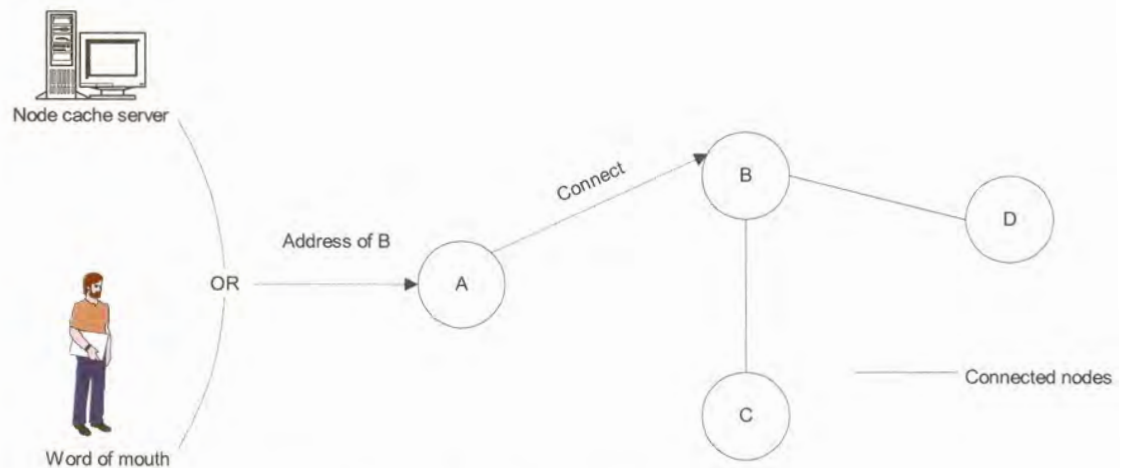 Node cache server
Word of mouth
OR
Address of B
A
Connect
B
D
C
Connected nodes